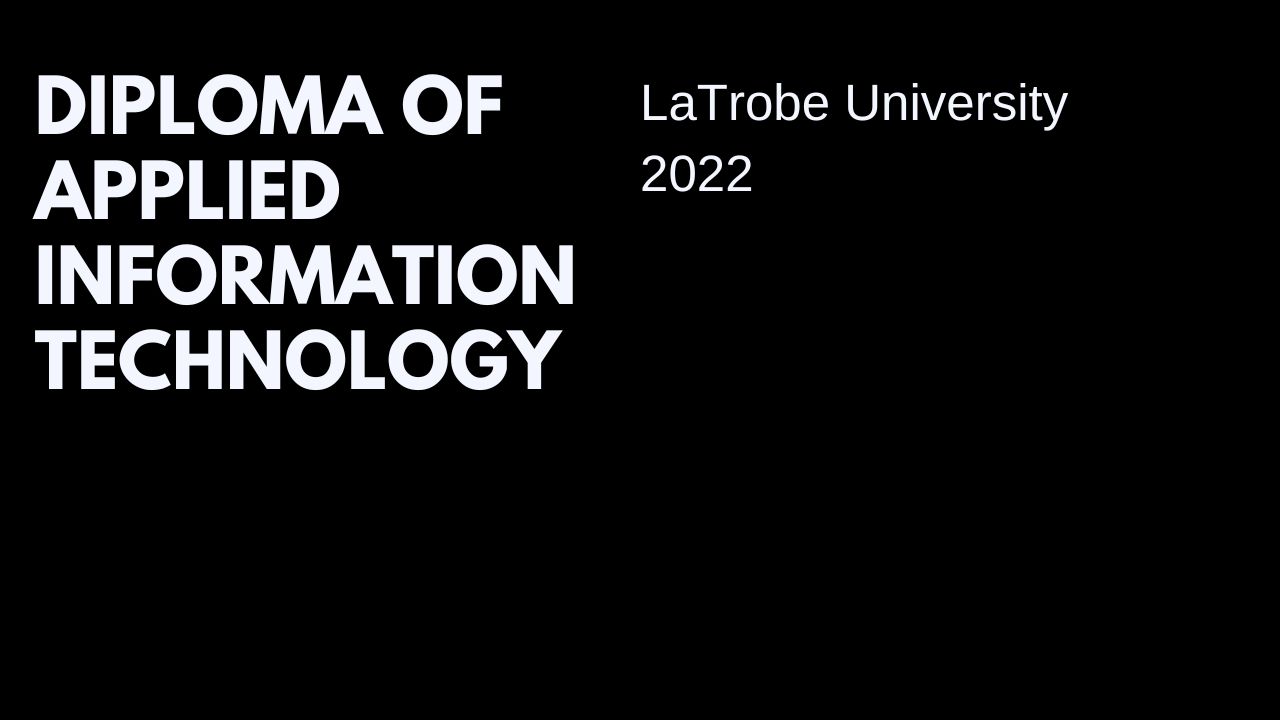 DIPLOMA OF
APPLIED
INFORMATION
TECHNOLOGY
LaTrobe University
2022